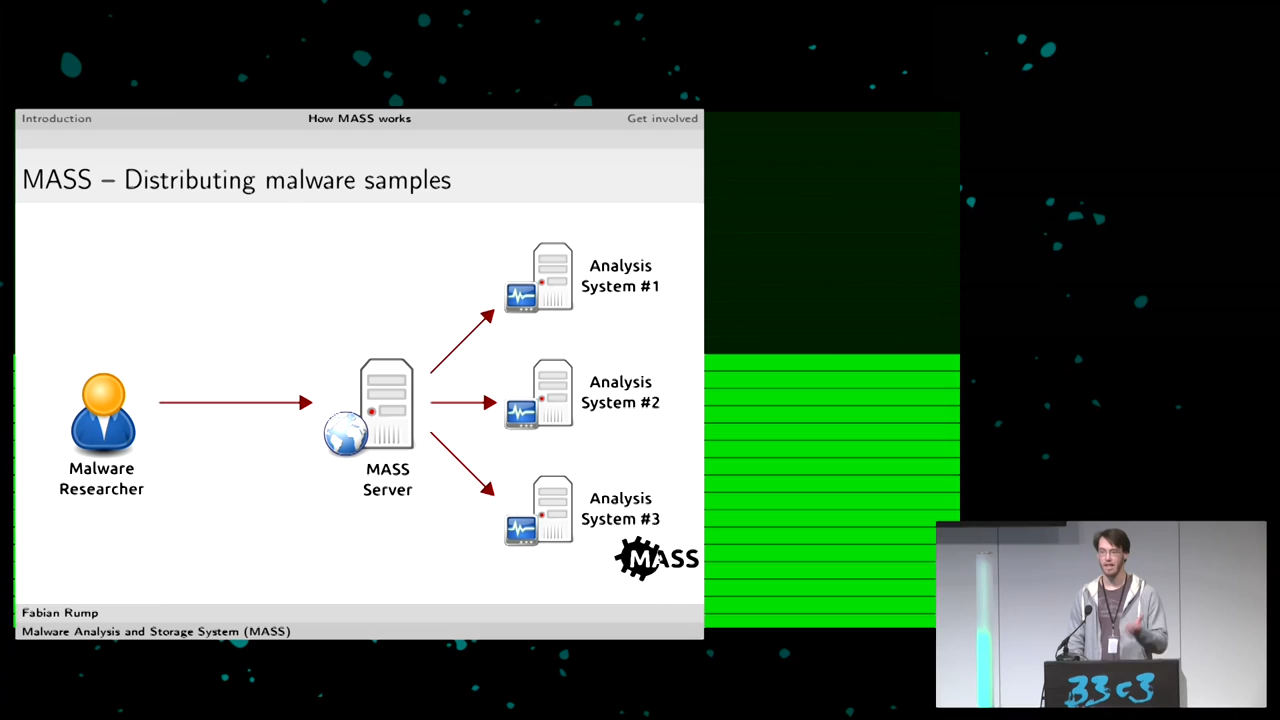 Introduction
How MASS works
Get involved
MASS – Distributing malware samples
Analysis
System #1
Analysis
System #2
Malware
Researcher
MASS
Server
Analysis
System #3
MASS
Fabian Rump
Malware Analysis and Storage System (MASS)
33c3